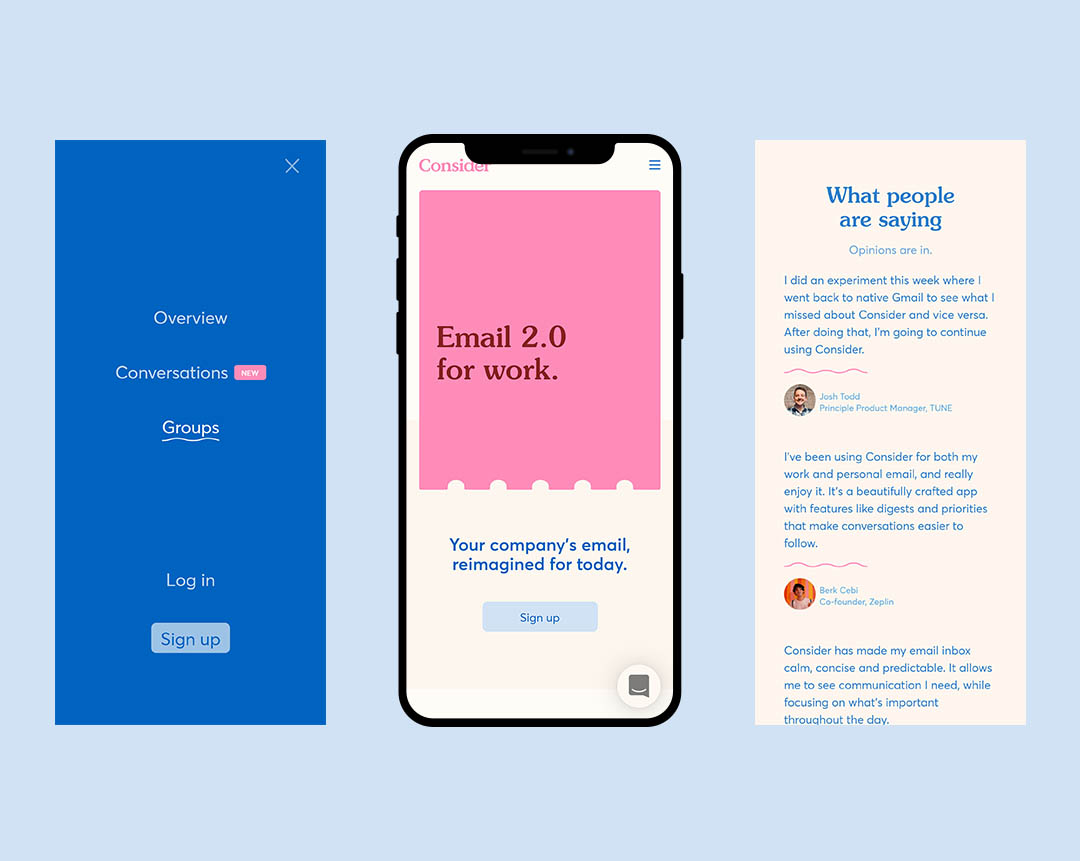 Overview
Conversations NEW
Groups
Log in
Sign up
Consider
Email 2.0
for work.
Your company's email,
reimagined for today.
Sign up
What people
are saying
Opinions are in.
I did an experiment this week where I
went back to native Gmail to see what I
missed about Consider and vice versa.
After doing that, I'm going to continue
using Consider.
Josh Todd
Principle Product Manager, TUNE
I've been using Consider for both my
work and personal email, and really
enjoy it. It's a beautifully crafted app
with features like digests and priorities
that make conversations easier to
follow.
Berk Cebi
Co-founder, Zeplin
Consider has made my email inbox
calm, concise and predictable. It allows
me to see communication I need, while
focusing on what's important
throughout the day.